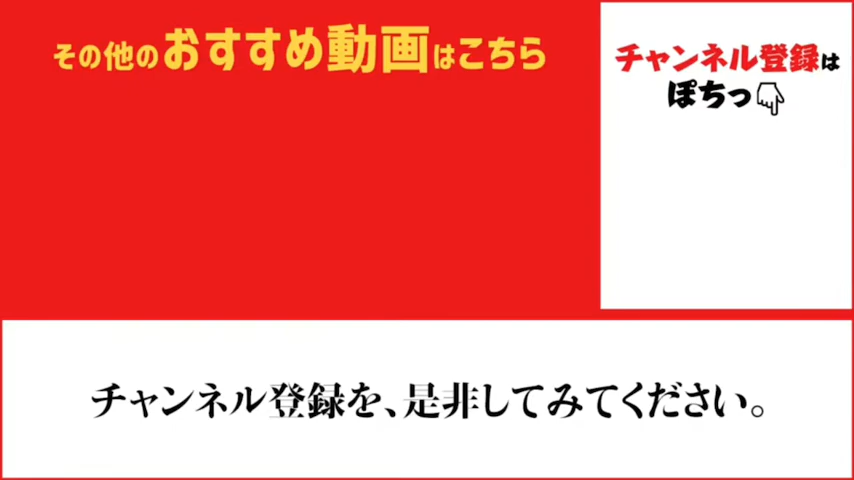 その他のおすすめ動画はこちら
チャンネル登録は
ぽちっ
チャンネル登録を、是非してみてください。